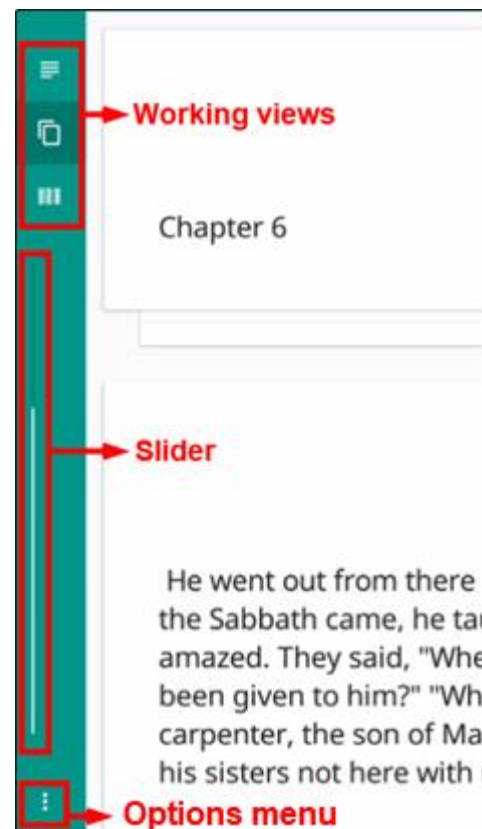 Working views
Chapter 6
Slider
He went out from there
the Sabbath came, he tau
amazed. They said, "Whe
been given to him?" "Wh
carpenter, the son of Ma
his sisters not here with
Options menu